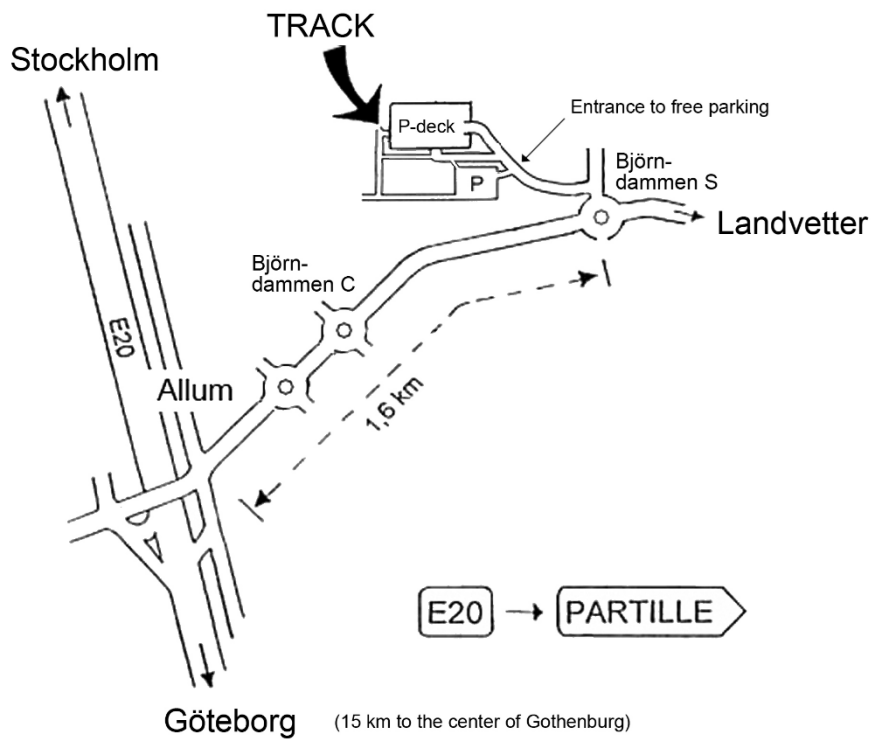 TRACK
Stockholm
Entrance to free parking
P-deck
Björn-
dammen S
P
Landvetter
Björn-
dammen C
E20
Allum
1,6 km
E20
PARTILLE
Göteborg
(15 km to the center of Gothenburg)